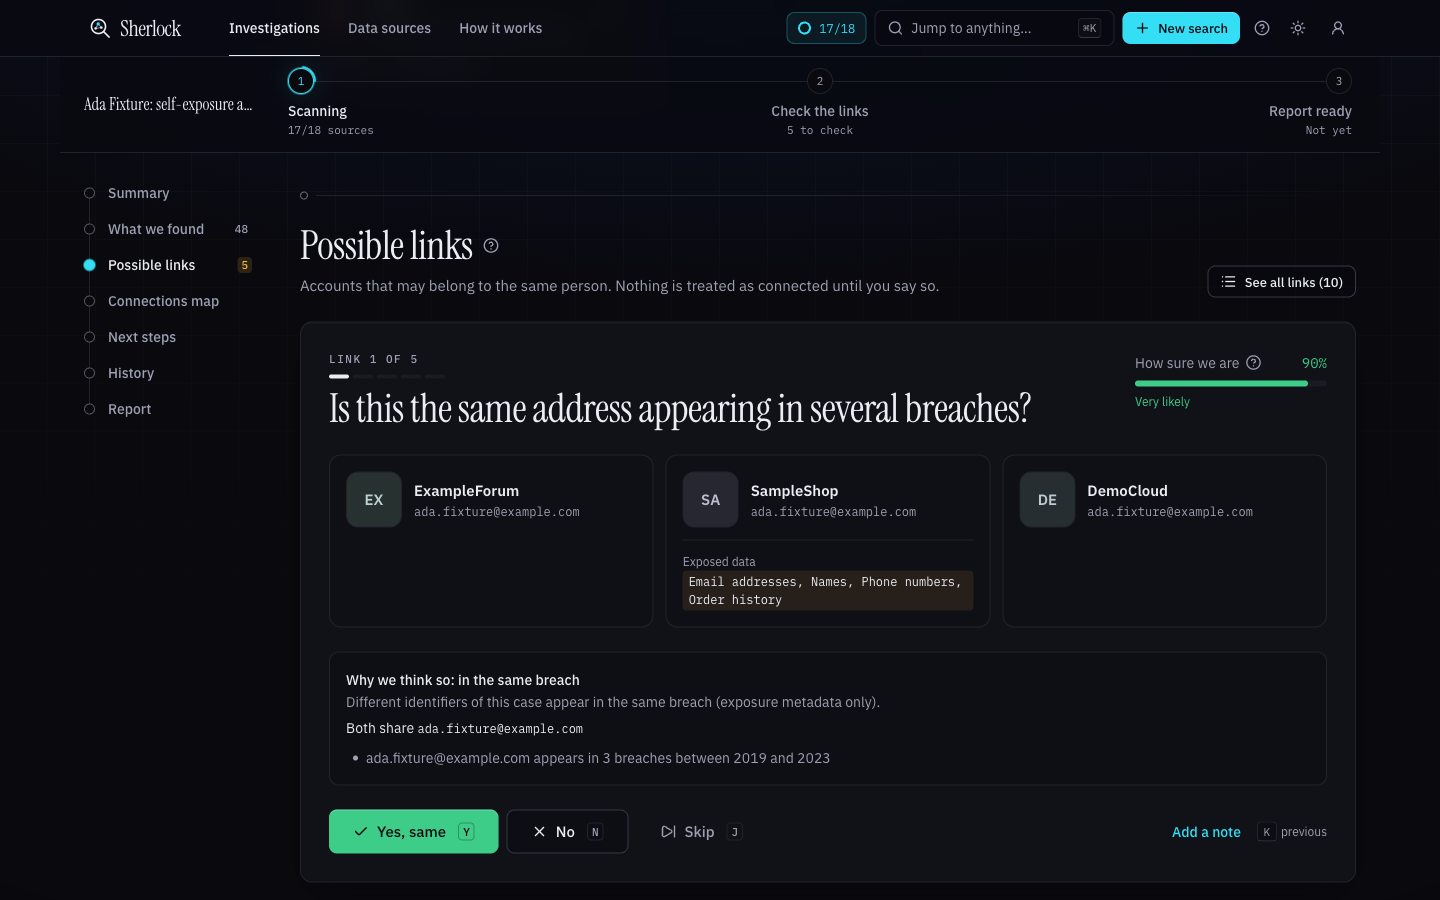 Sherlock
Investigations
Data sources
How it works
17/18
Jump to anything...
⌘K
New search
Ada Fixture: self-exposure a...
1
Scanning
17/18 sources
2
Check the links
5 to check
3
Report ready
Not yet
Summary
What we found 48
Possible links 5
Connections map
Next steps
History
Report
Possible links
Accounts that may belong to the same person. Nothing is treated as connected until you say so.
See all links (10)
LINK 1 OF 5
How sure we are 90%
Very likely
Is this the same address appearing in several breaches?
EX
ExampleForum
ada.fixture@example.com
SA
SampleShop
ada.fixture@example.com
Exposed data
Email addresses, Names, Phone numbers,
Order history
DE
DemoCloud
ada.fixture@example.com
Why we think so: in the same breach
Different identifiers of this case appear in the same breach (exposure metadata only).
Both share ada.fixture@example.com
• ada.fixture@example.com appears in 3 breaches between 2019 and 2023
Yes, same Y
No N
Skip J
Add a note
K previous